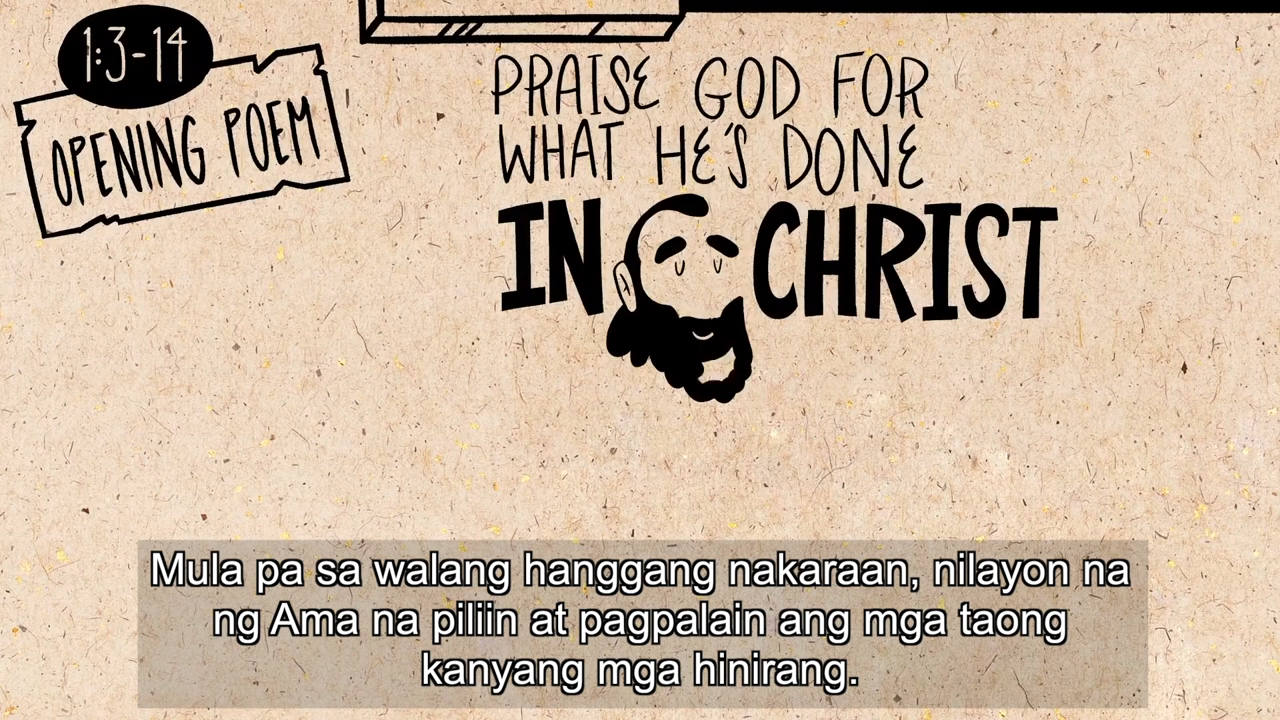 1:3-14
OPENING POEM
PRAISE GOD FOR
WHAT HE'S DONE
IN CHRIST
Mula pa sa walang hanggang nakaraan, nilayon na
ng Ama na piliin at pagpalain ang mga taong
kanyang mga hinirang.